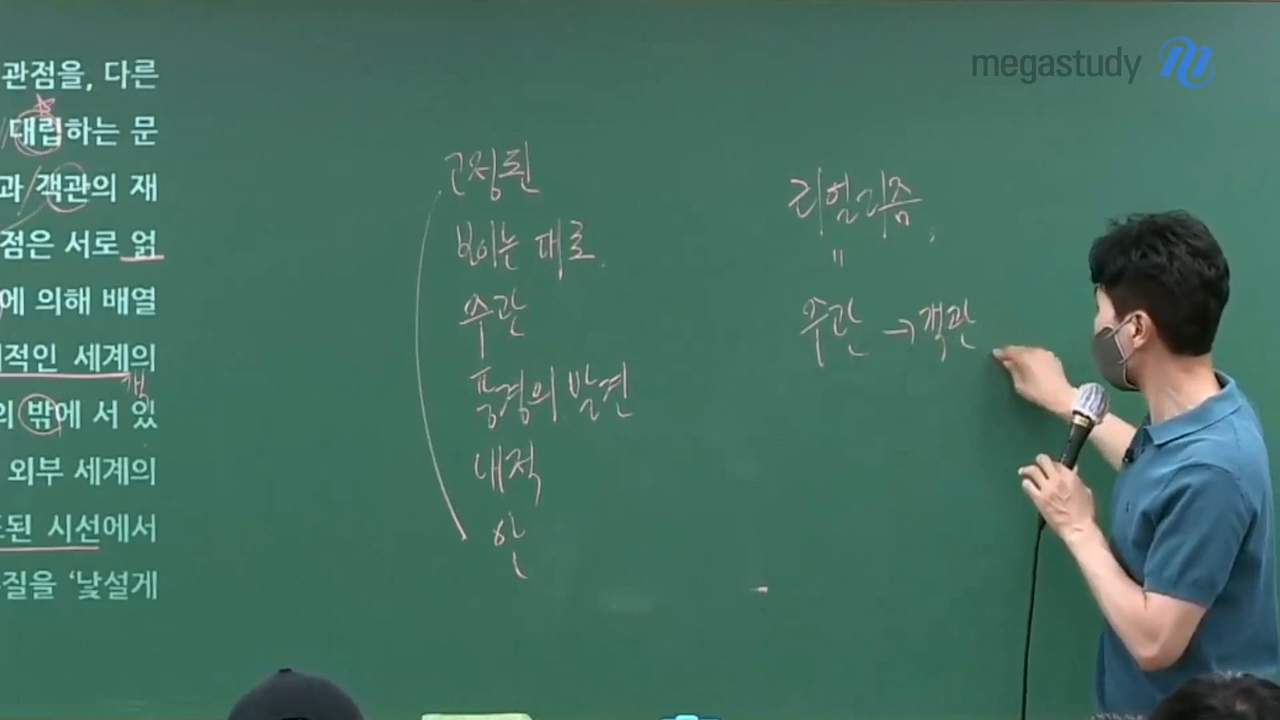 megastudy
관점을, 다른
대립하는 문
과 객관의 재
점은 서로 얽
에 의해 배열
적인 세계의
의 밖에 서 있
외부 세계의
된 시선에서
질을 ‘낯설게
고정된
보이는 대로
주관
풍경의 발견
내적
안
리얼리즘,
"
주관 → 객관